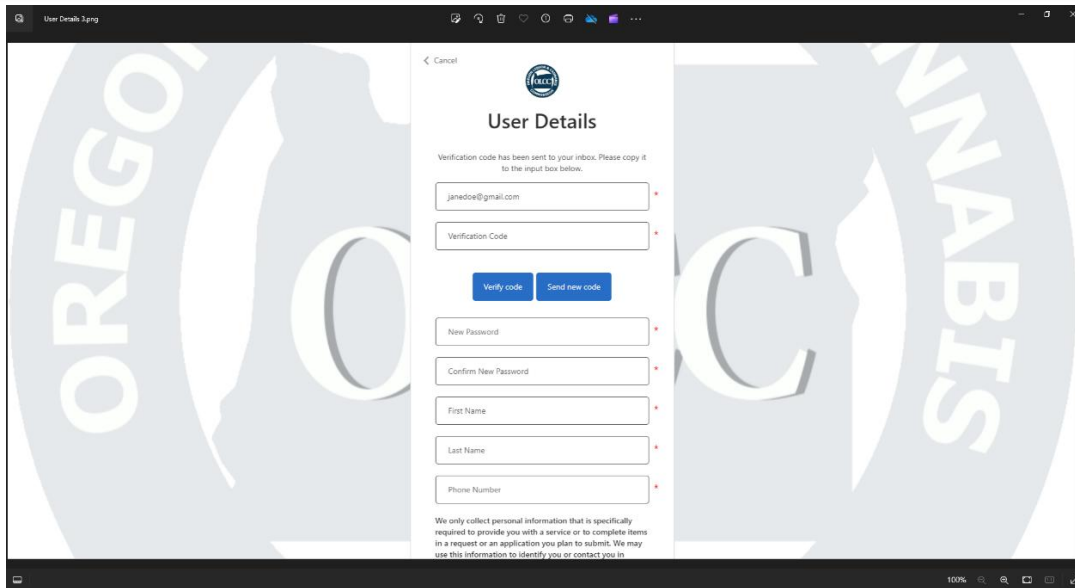 User Details 3.png
Cancel
OLCC
User Details
Verification code has been sent to your inbox. Please copy it
to the input box below.
janedoe@gmail.com *
Verification Code *
Verify code Send new code
New Password *
Confirm New Password *
First Name *
Last Name *
Phone Number *
We only collect personal information that is specifically
required to provide you with a service or to complete items
in a request or an application you plan to submit. We may
use this information to identify you or contact you in
OREGO
NNABIS
C C
100%